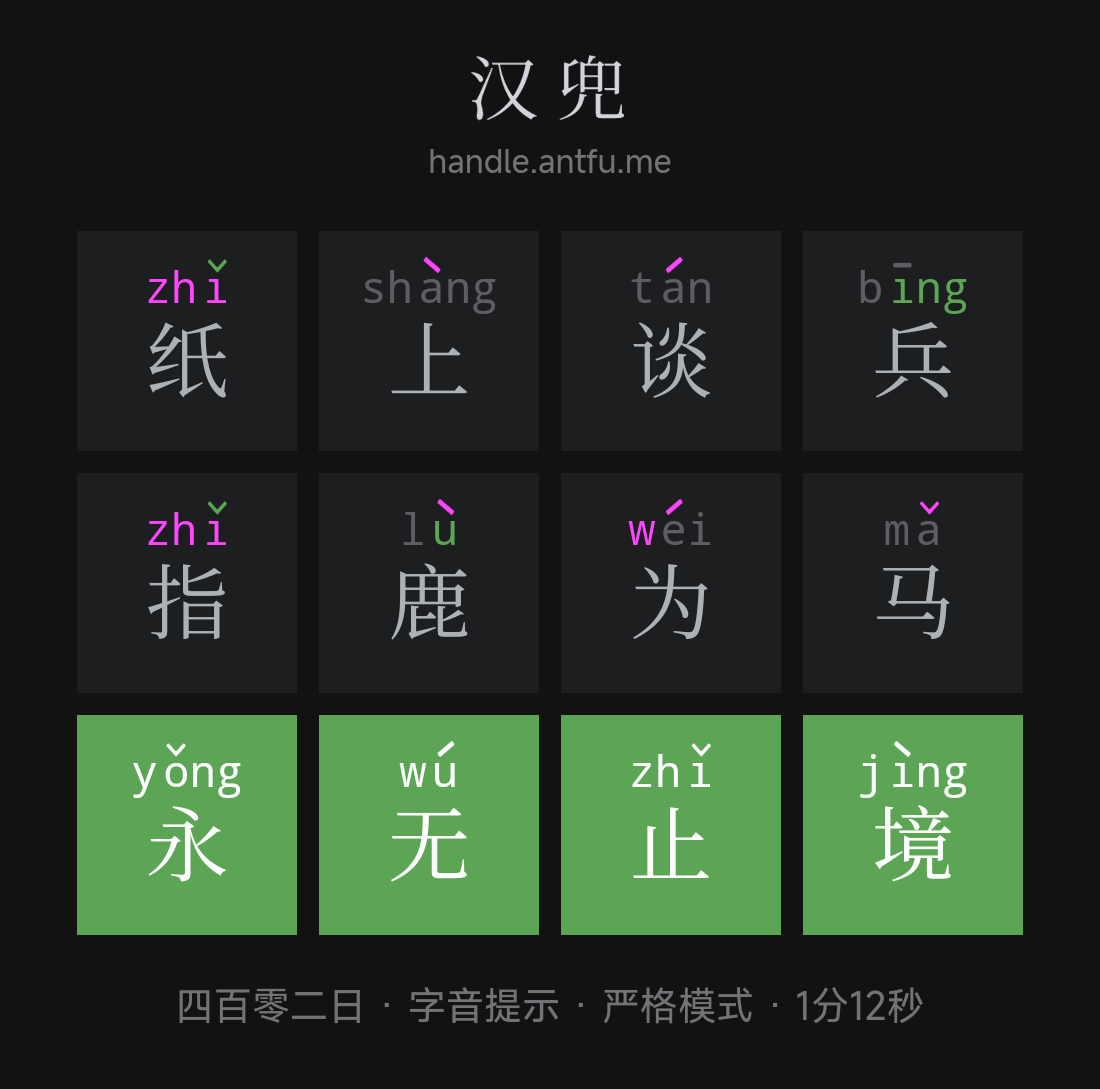 汉兜
handle.antfu.me
zhǐ shàng tán bīng
纸 上 谈 兵
zhǐ lù wéi mǎ
指 鹿 为 马
yǒng wú zhǐ jìng
永 无 止 境
四百零二日 · 字音提示 · 严格模式 · 1分12秒